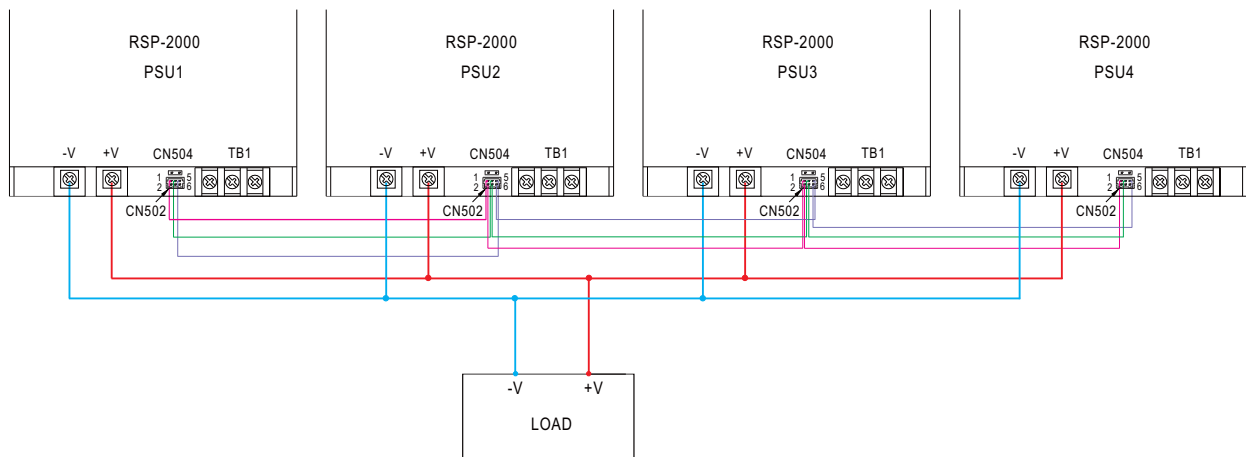 RSP-2000 RSP-2000 RSP-2000 RSP-2000
PSU1 PSU2 PSU3 PSU4
-V +V CN504 TB1 -V +V CN504 TB1 -V +V CN504 TB1 -V +V CN504 TB1
1 5 1 5 1 5 1 5
2 6 2 6 2 6 2 6
CN502 CN502 CN502 CN502
-V +V
LOAD